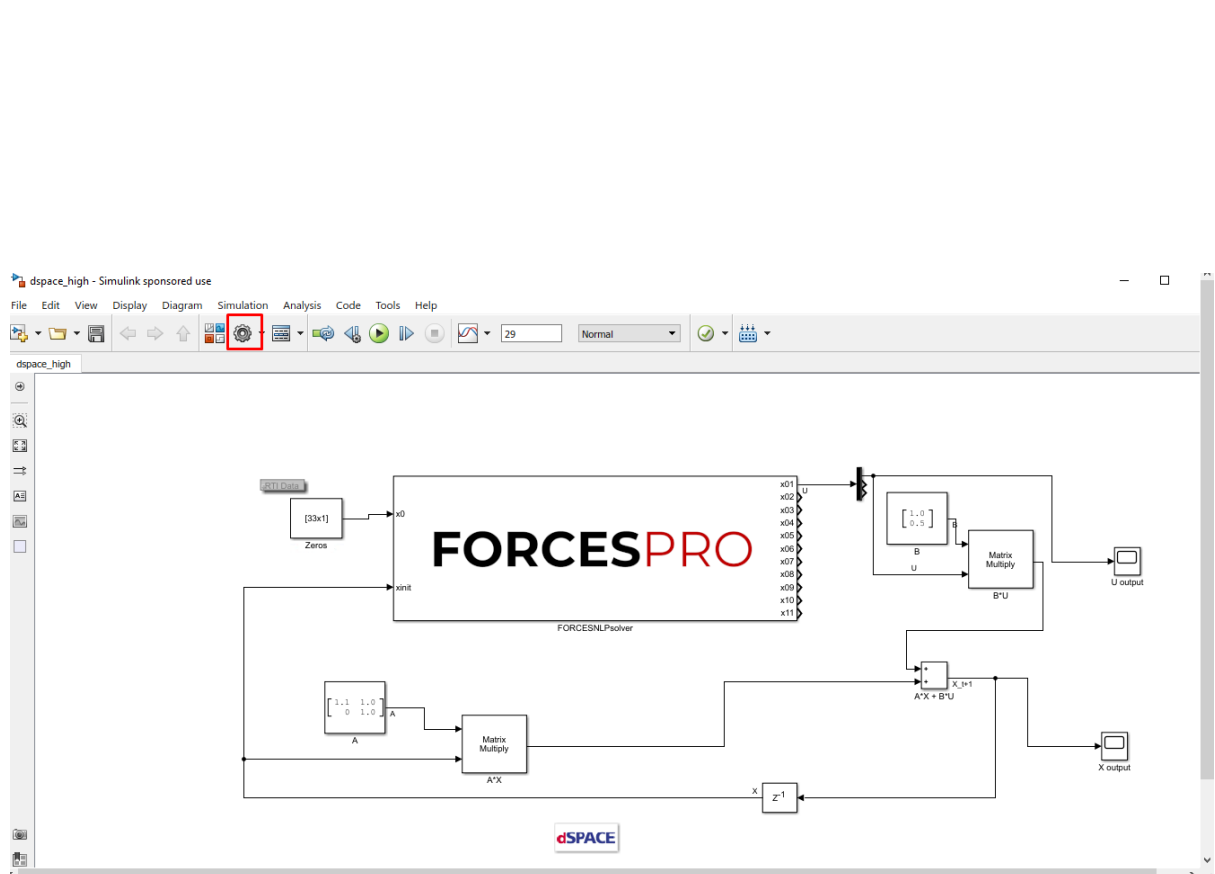 dspace_high - Simulink sponsored use
File Edit View Display Diagram Simulation Analysis Code Tools Help
29 Normal
dspace_high
RTI Data
[33x1]
Zeros
x0
xinit
FORCESPRO
x01
x02
x03
x04
x05
x06
x07
x08
x09
x10
x11
U
FORCESNLPsolver
1.0
0.5
B
B
U
Matrix
Multiply
B*U
U output
1.1 1.0
0 1.0
A
A
Matrix
Multiply
A*X
+
+
X_t+1
A*X + B*U
X output
X
Z-1
dSPACE